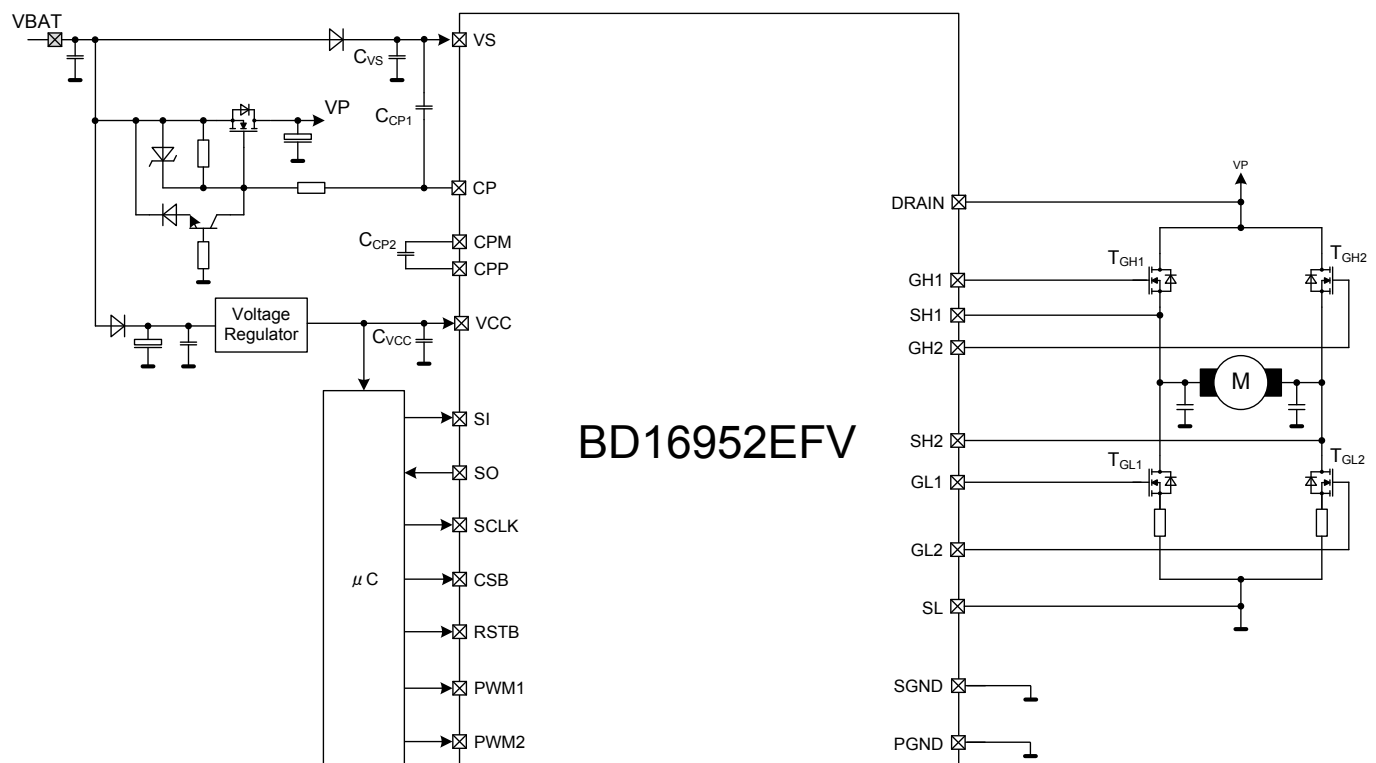 VBAT
VS
CVS
CCP1
VP
CP
CCP2
CPM
CPP
Voltage
Regulator
CVCC
VCC
SI
SO
SCLK
μC
CSB
RSTB
PWM1
PWM2
BD16952EFV
VP
DRAIN
TGH1
TGH2
GH1
SH1
GH2
M
SH2
TGL1
TGL2
GL1
GL2
SL
SGND
PGND